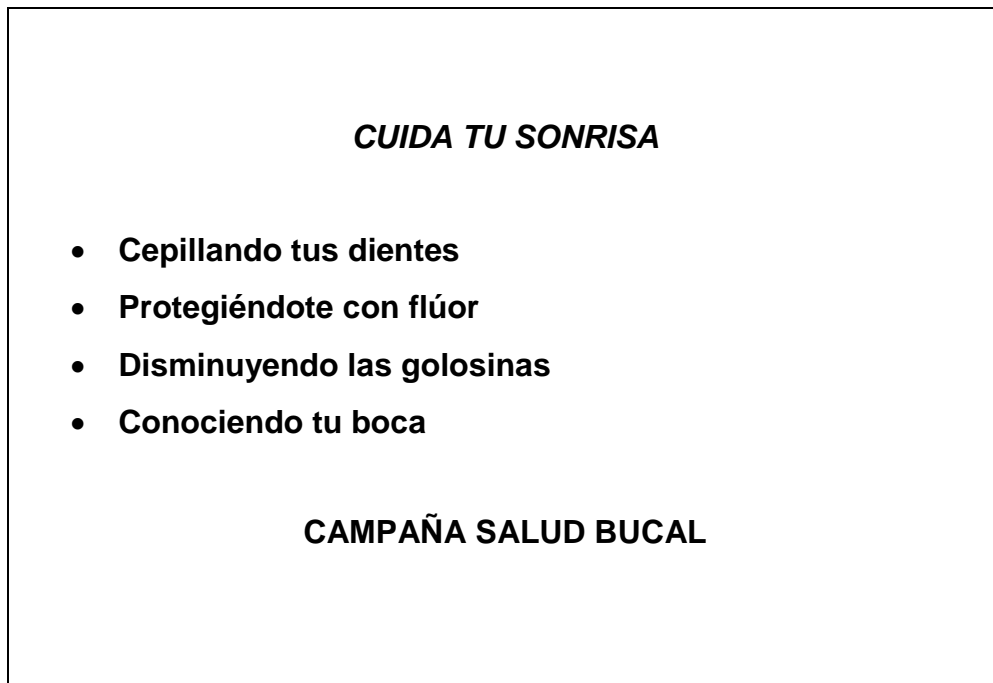 CUIDA TU SONRISA
• Cepillando tus dientes
• Protegiéndote con flúor
• Disminuyendo las golosinas
• Conociendo tu boca
CAMPAÑA SALUD BUCAL